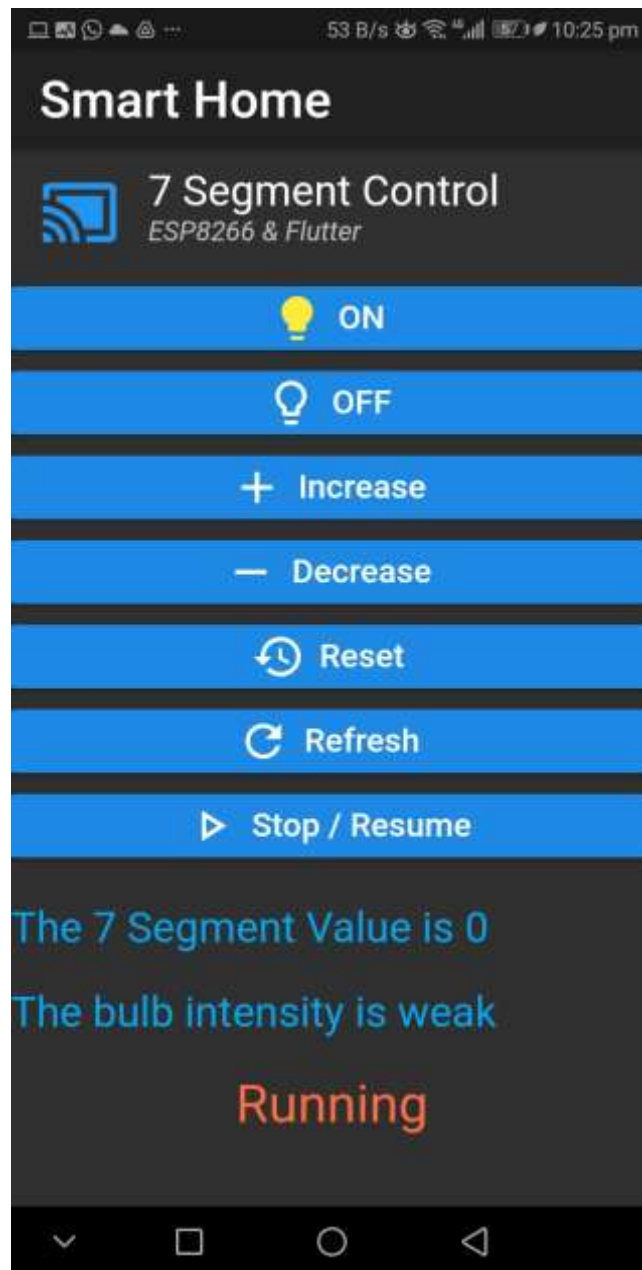 53 B/s 10:25 pm
Smart Home
7 Segment Control
ESP8266 & Flutter
ON
OFF
Increase
Decrease
Reset
Refresh
Stop / Resume
The 7 Segment Value is 0
The bulb intensity is weak
Running